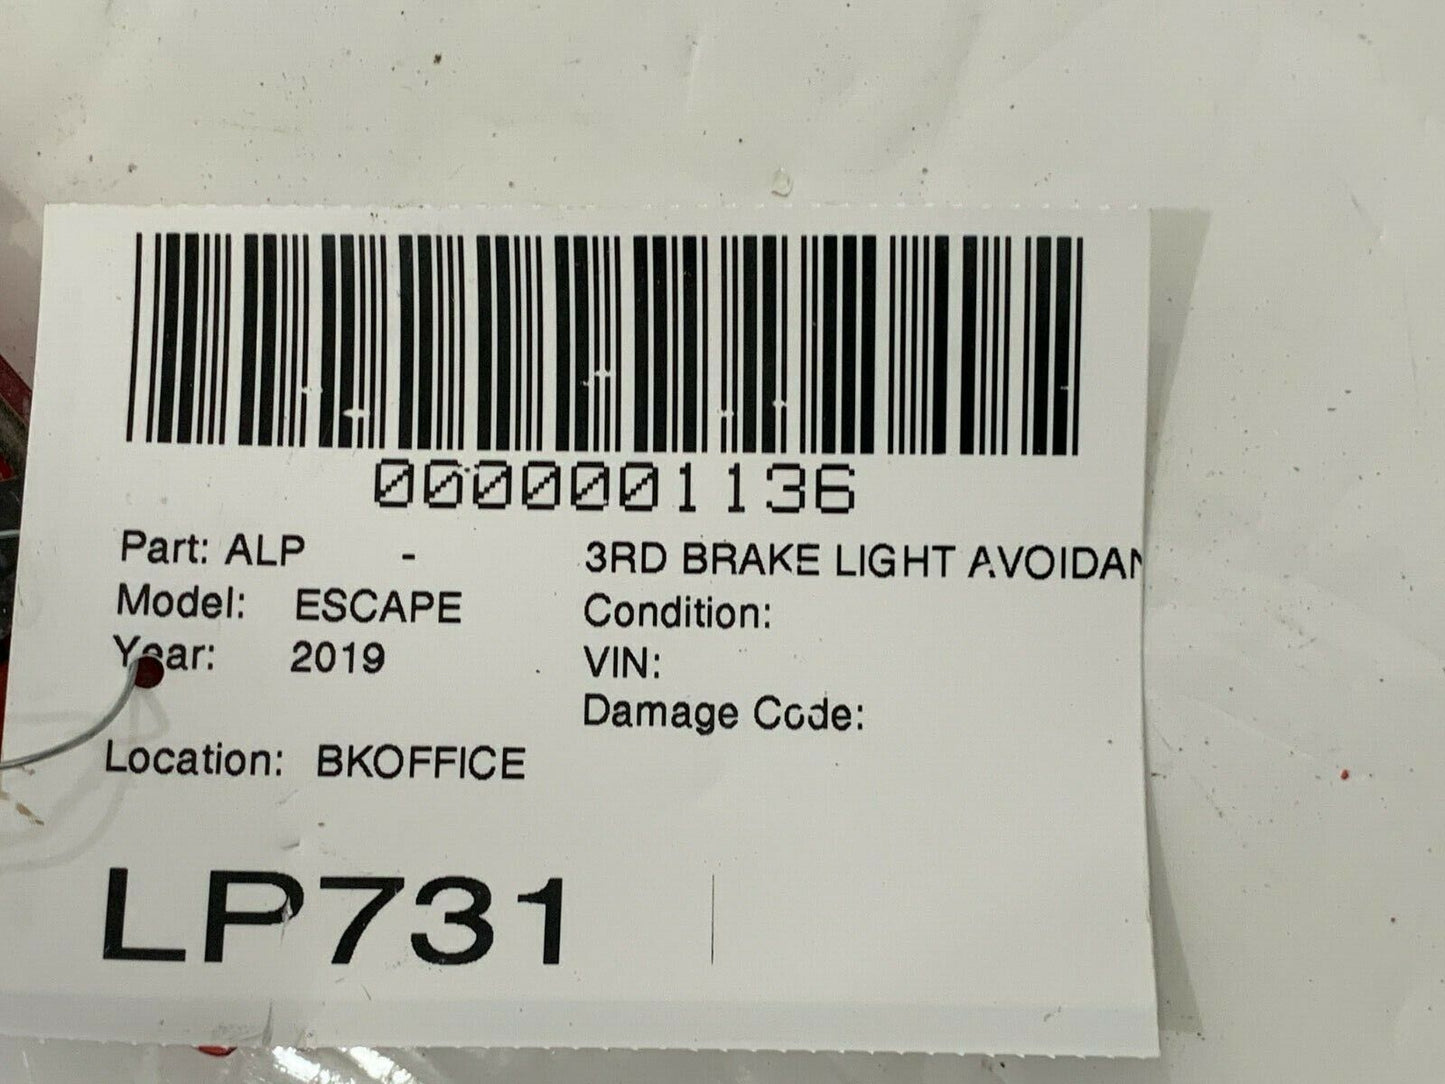 0000001136
Part: ALP - 3RD BRAKE LIGHT AVOIDAN
Model: ESCAPE Condition:
Year: 2019 VIN:
Damage Code:
Location: BKOFFICE
LP731